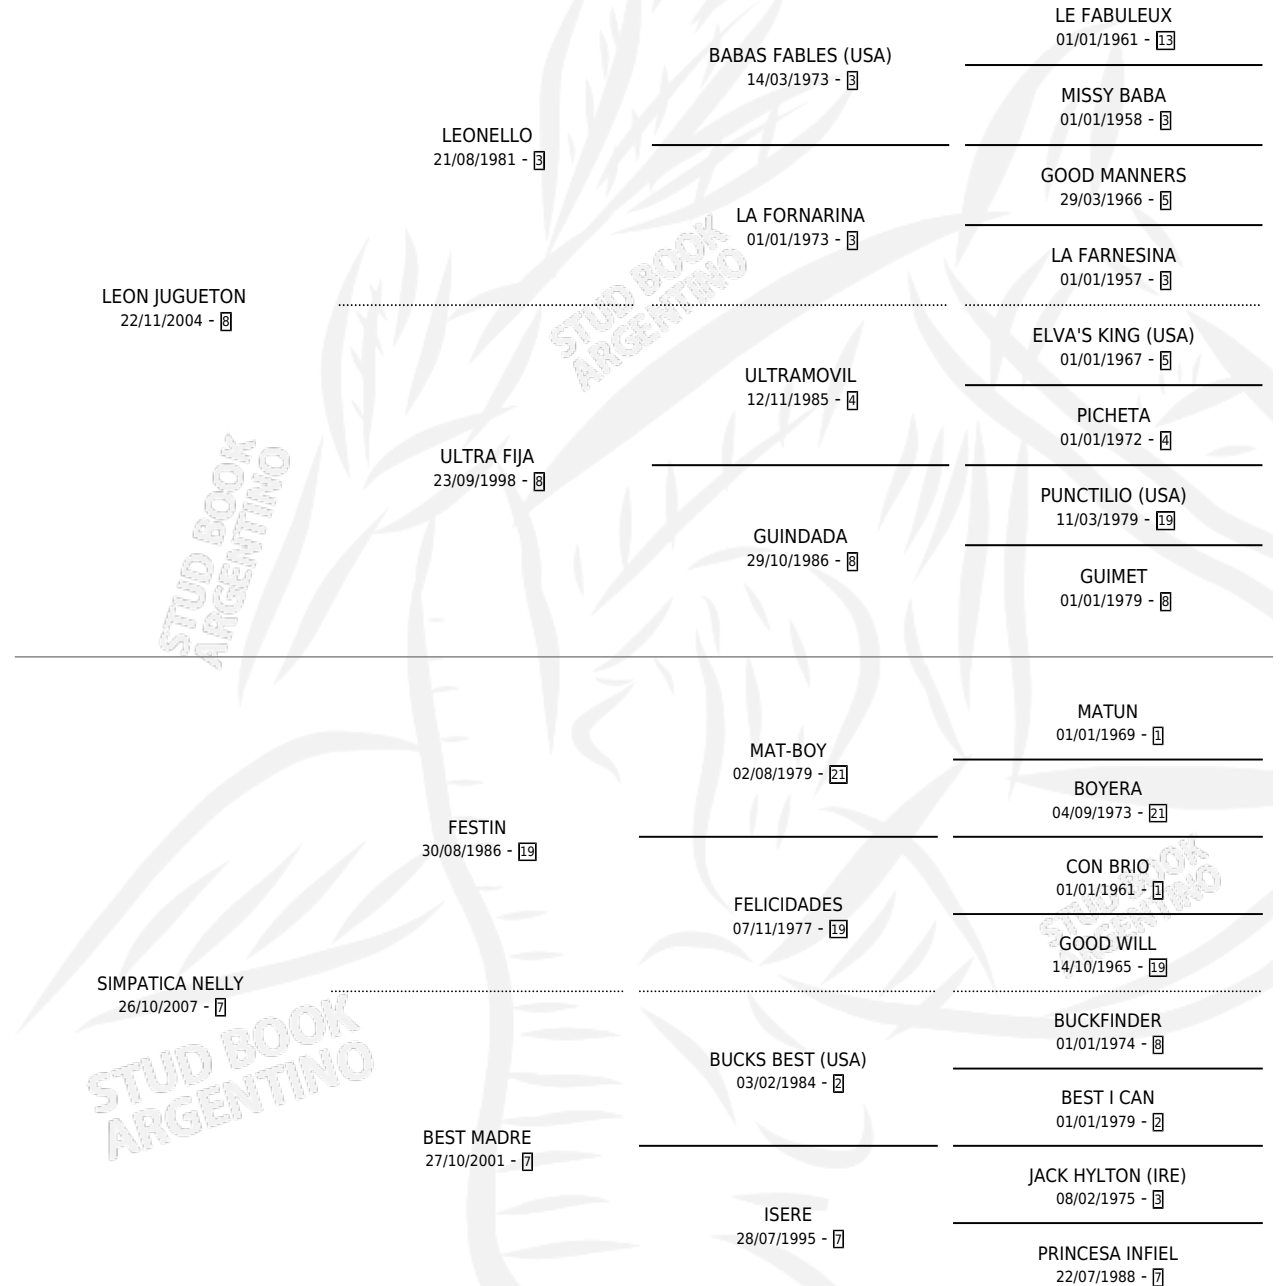 LE FABULEUX
01/01/1961 - 13
BABAS FABLES (USA)
14/03/1973 - 3
MISSY BABA
01/01/1958 - 3
LEONELLO
21/08/1981 - 3
GOOD MANNERS
29/03/1966 - 5
LA FORNARINA
01/01/1973 - 3
LA FARNESINA
01/01/1957 - 3
LEON JUGUETON
22/11/2004 - 8
STUD BOOK
ARGENTINO
ELVA'S KING (USA)
01/01/1967 - 5
ULTRAMOVIL
12/11/1985 - 4
PICHETA
01/01/1972 - 4
ULTRA FIJA
23/09/1998 - 8
PUNCTILIO (USA)
11/03/1979 - 19
GUINDADA
29/10/1986 - 8
GUIMET
01/01/1979 - 8
STUD BOOK
ARGENTINO
MATUN
01/01/1969 - 1
MAT-BOY
02/08/1979 - 21
BOYERA
04/09/1973 - 21
FESTIN
30/08/1986 - 19
CON BRIO
01/01/1961 - 1
FELICIDADES
07/11/1977 - 19
GOOD WILL
14/10/1965 - 19
STUD BOOK
ARGENTINO
SIMPATICA NELLY
26/10/2007 - 7
BUCKFINDER
01/01/1974 - 8
BUCKS BEST (USA)
03/02/1984 - 2
BEST I CAN
01/01/1979 - 2
STUD BOOK
ARGENTINO
BEST MADRE
27/10/2001 - 7
JACK HYLTON (IRE)
08/02/1975 - 3
ISERE
28/07/1995 - 7
PRINCESA INFIEL
22/07/1988 - 7